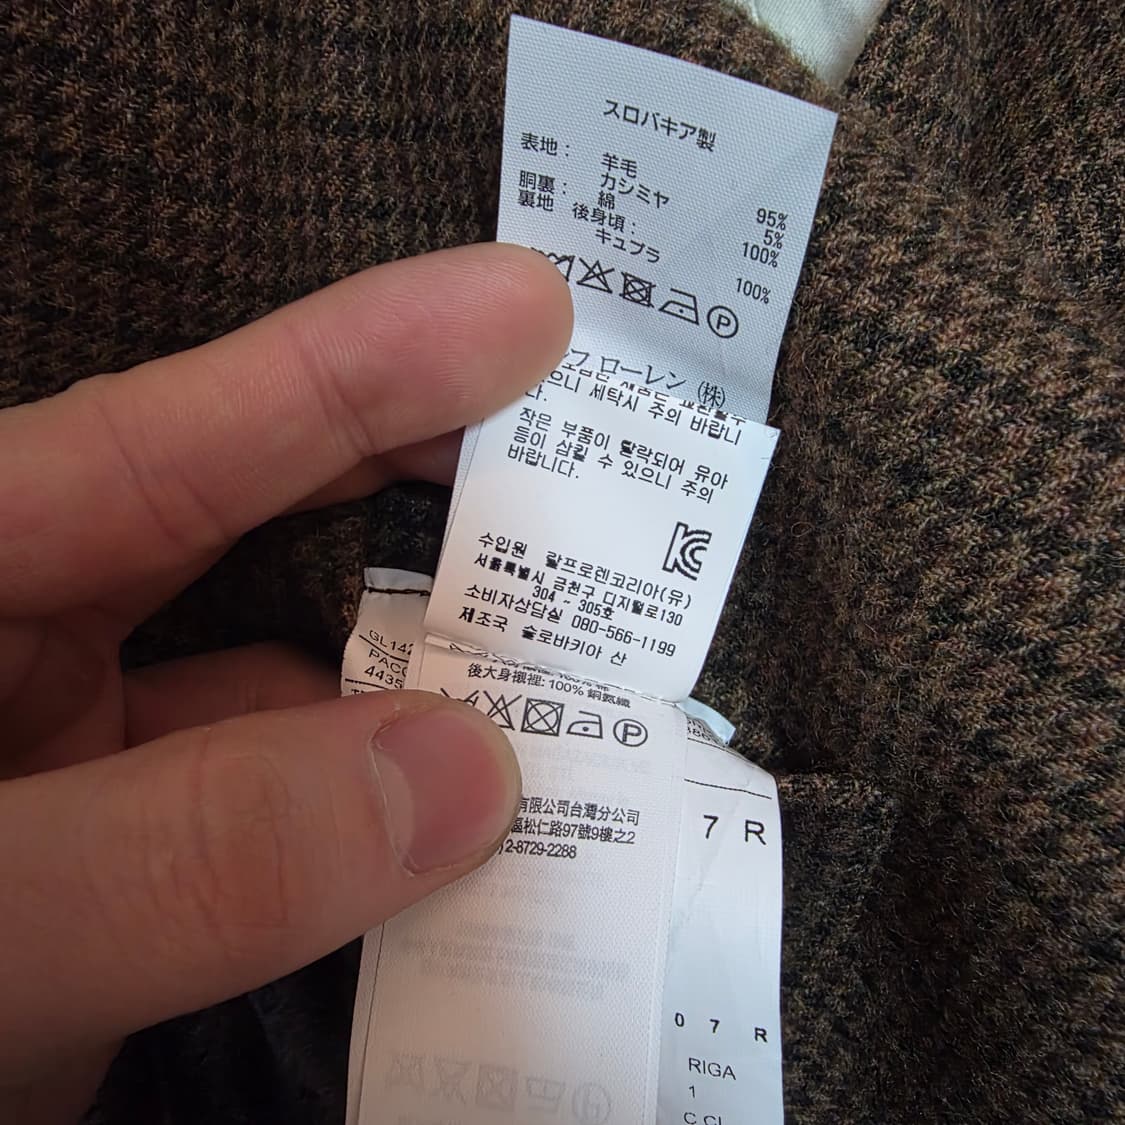 スロバキア製
表地： 羊毛 95%
カシミヤ 5%
胴裏： 綿 100%
裏地 後身頃：
キュプラ 100%
P
フ ローレン (株)
다.
으니 세탁시 주의 바랍니
작은 부품이 탈락되어 유아
등이 삼킬 수 있으니 주의
바랍니다.
수입원 랄프로렌코리아(유)
서울특별시 금천구 디지털로130
304 ~ 305호
소비자상담실 080-566-1199
제조국 슬로바키아 산
GL142
PACO
4435
後大身襯裡: 100% 銅氨纖
P
有限公司台灣分公司
區松仁路97號9樓之2
2-8729-2288
7 R
0 7 R
RIGA
1
C CL